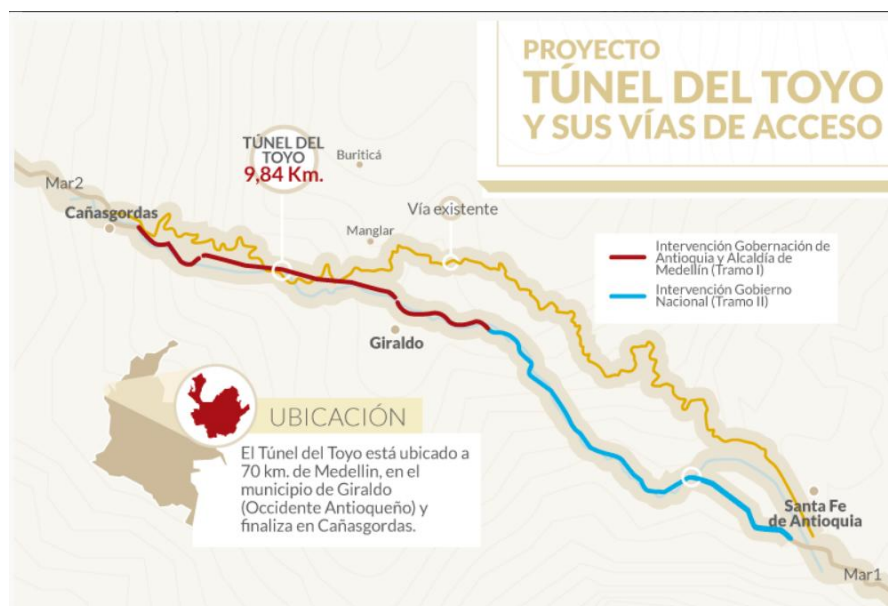 PROYECTO
TÚNEL DEL TOYO
Y SUS VÍAS DE ACCESO
TÚNEL DEL
TOYO
9,84 Km.
Buriticá
Mar2
Cañasgordas
Vía existente
Manglar
Intervención Gobernación de
Antioquia y Alcaldía de
Medellín (Tramo I)
Intervención Gobierno
Nacional (Tramo II)
Giraldo
UBICACIÓN
El Túnel del Toyo está ubicado a
70 km. de Medellin, en el
municipio de Giraldo
(Occidente Antioqueño) y
finaliza en Cañasgordas.
Santa Fe
de Antioquia
Mar1